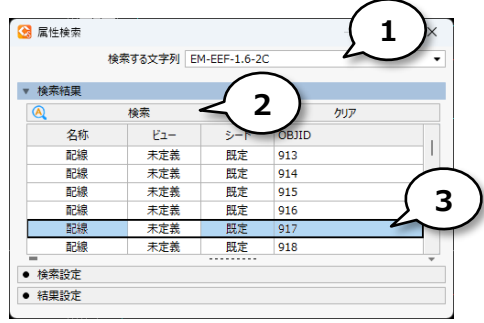 属性検索
1
検索する文字列 EM-EEF-1.6-2C
検索結果
検索 2 クリア
名称 ビュー シート OBJID
配線 未定義 既定 913
配線 未定義 既定 914
配線 未定義 既定 915
配線 未定義 既定 916
3
配線 未定義 既定 917
配線 未定義 既定 918
検索設定
結果設定